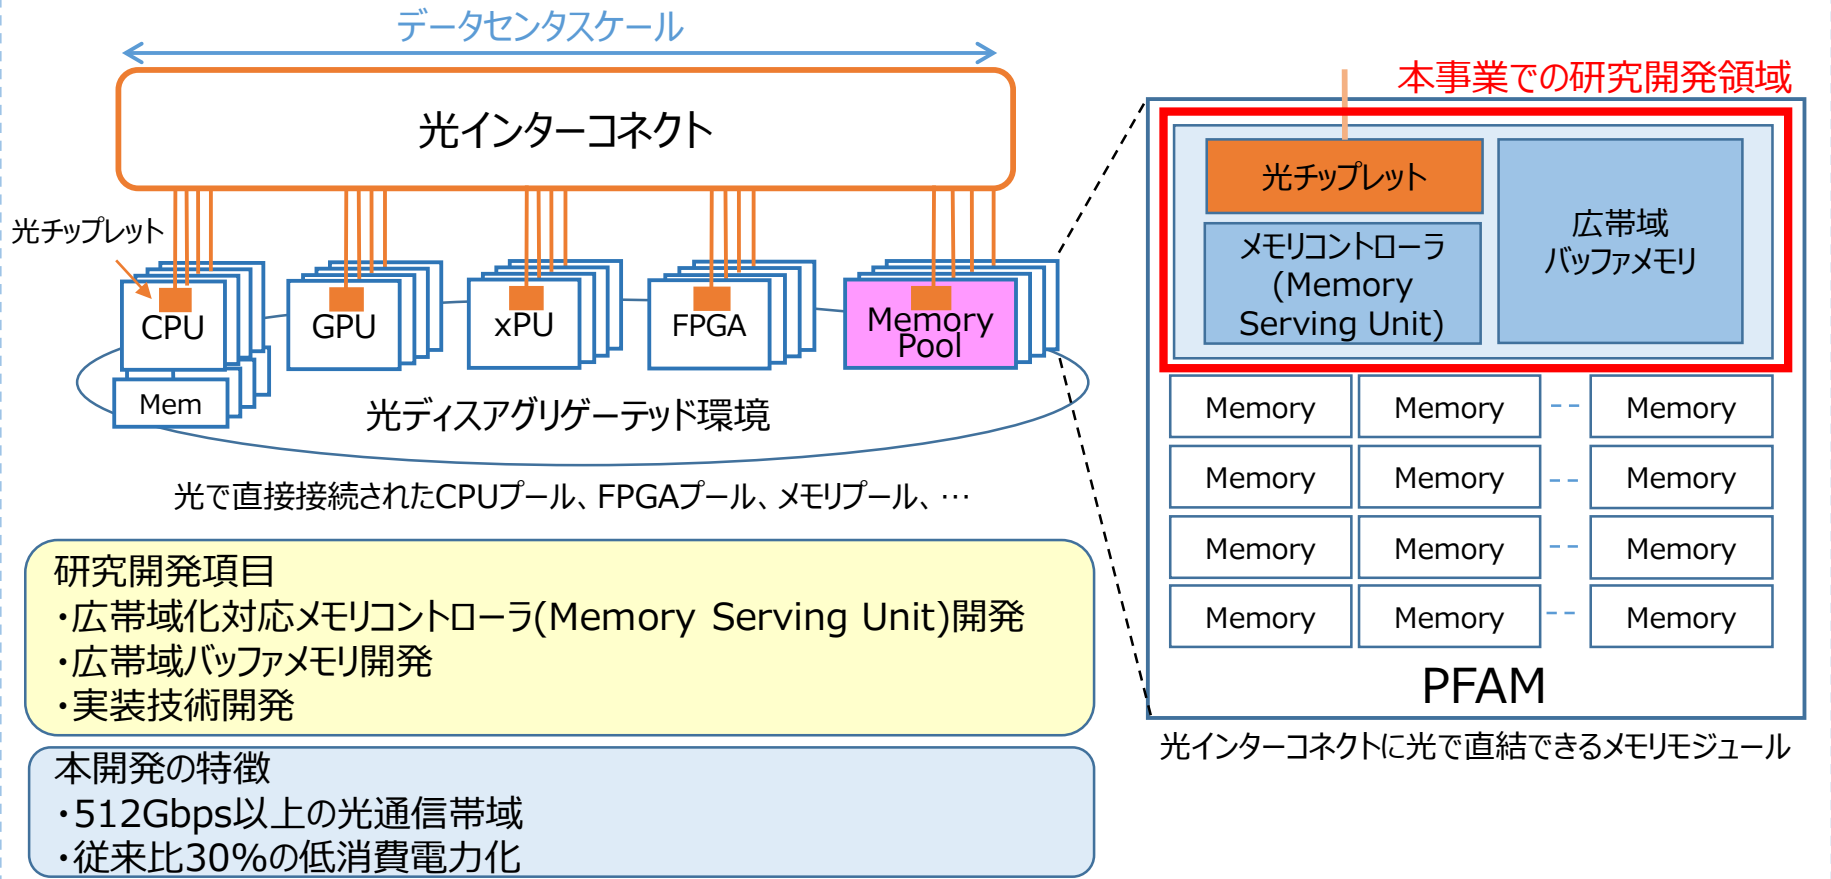 データセンタスケール
光インターコネクト
光チップレット
CPU
GPU
xPU
FPGA
Memory
Pool
Mem
光ディスアグリゲーテッド環境
光で直接接続されたCPUプール、FPGAプール、メモリプール、…
研究開発項目
・広帯域化対応メモリコントローラ(Memory Serving Unit)開発
・広帯域バッファメモリ開発
・実装技術開発
本開発の特徴
・512Gbps以上の光通信帯域
・従来比30%の低消費電力化
本事業での研究開発領域
光チップレット
メモリコントローラ
(Memory
Serving Unit)
広帯域
バッファメモリ
Memory Memory Memory
Memory Memory Memory
Memory Memory Memory
Memory Memory Memory
PFAM
光インターコネクトに光で直結できるメモリモジュール